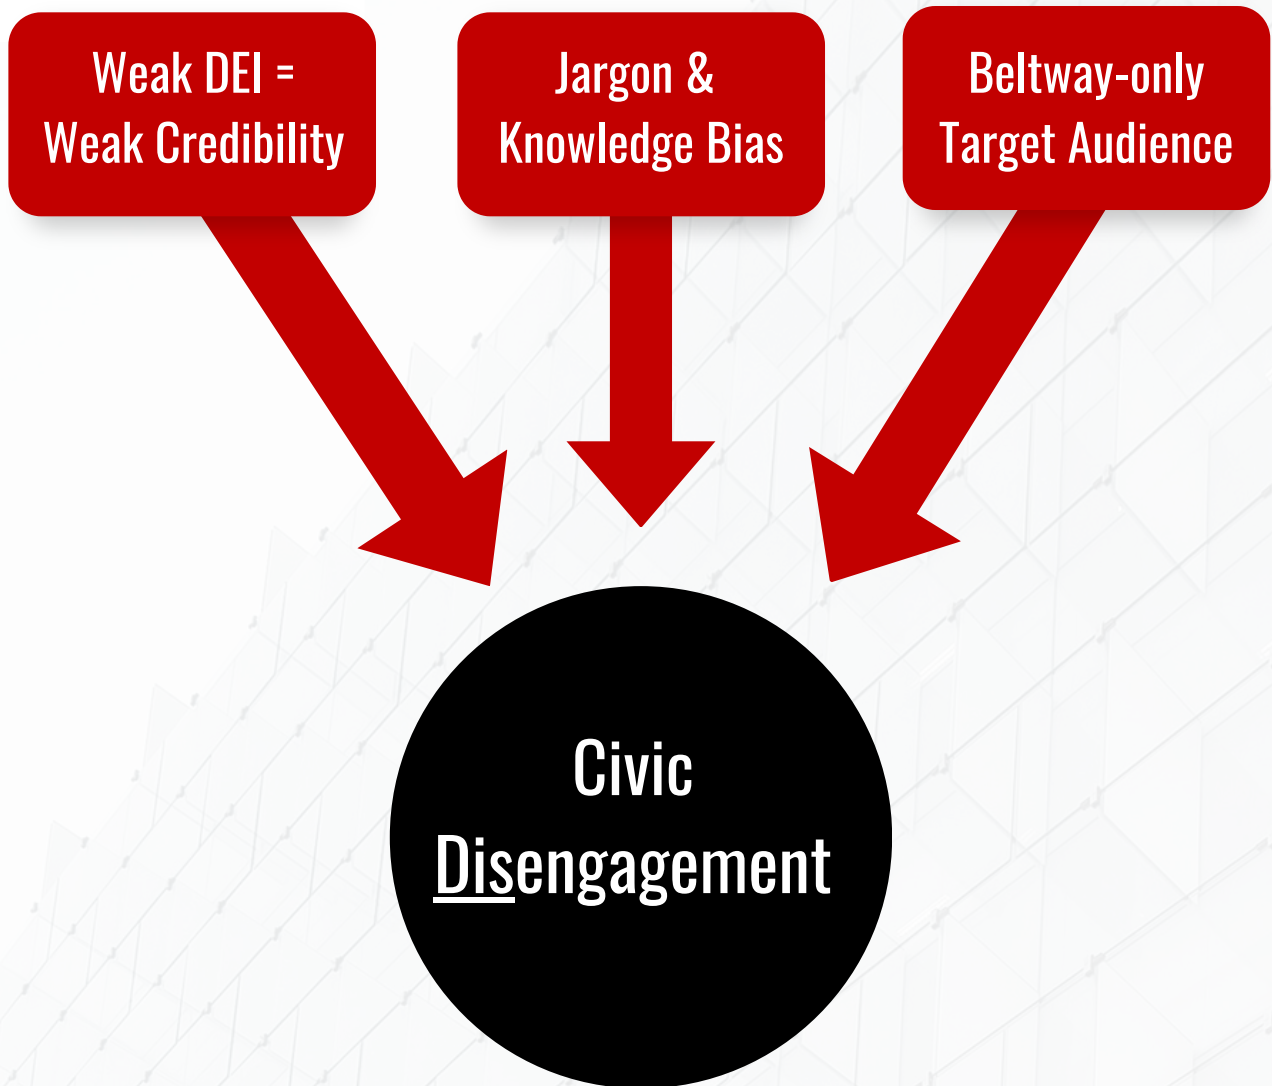 Weak DEI =
Weak Credibility
Jargon &
Knowledge Bias
Beltway-only
Target Audience
Civic
Disengagement